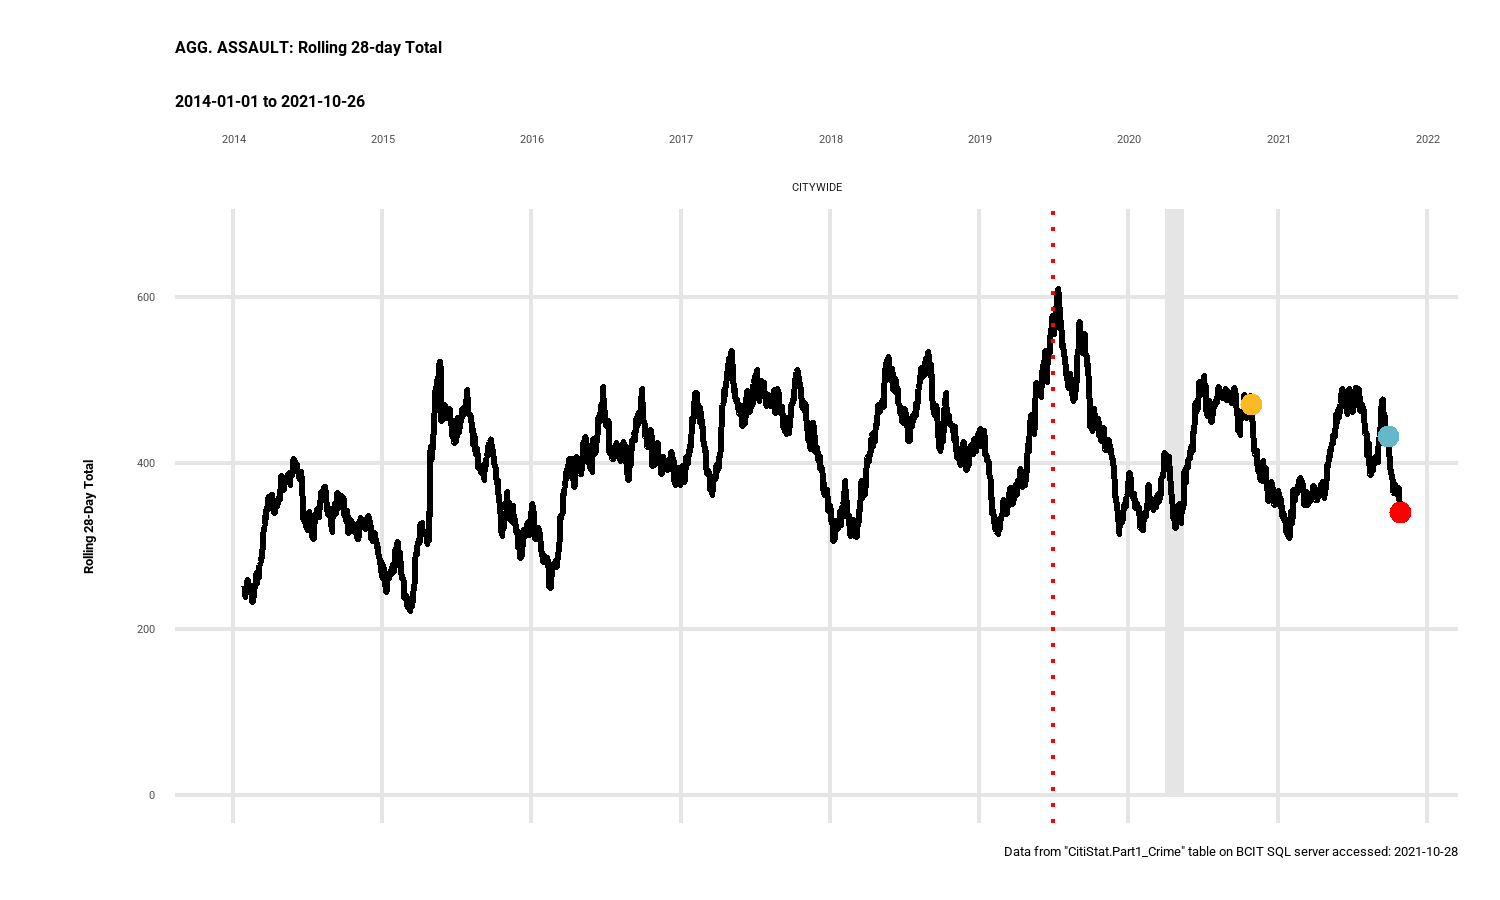 AGG. ASSAULT: Rolling 28-day Total
2014-01-01 to 2021-10-26
2014 2015 2016 2017 2018 2019 2020 2021 2022
CITYWIDE
600
400
200
0
Rolling 28-Day Total
Data from "CitiStat.Part1_Crime" table on BCIT SQL server accessed: 2021-10-28